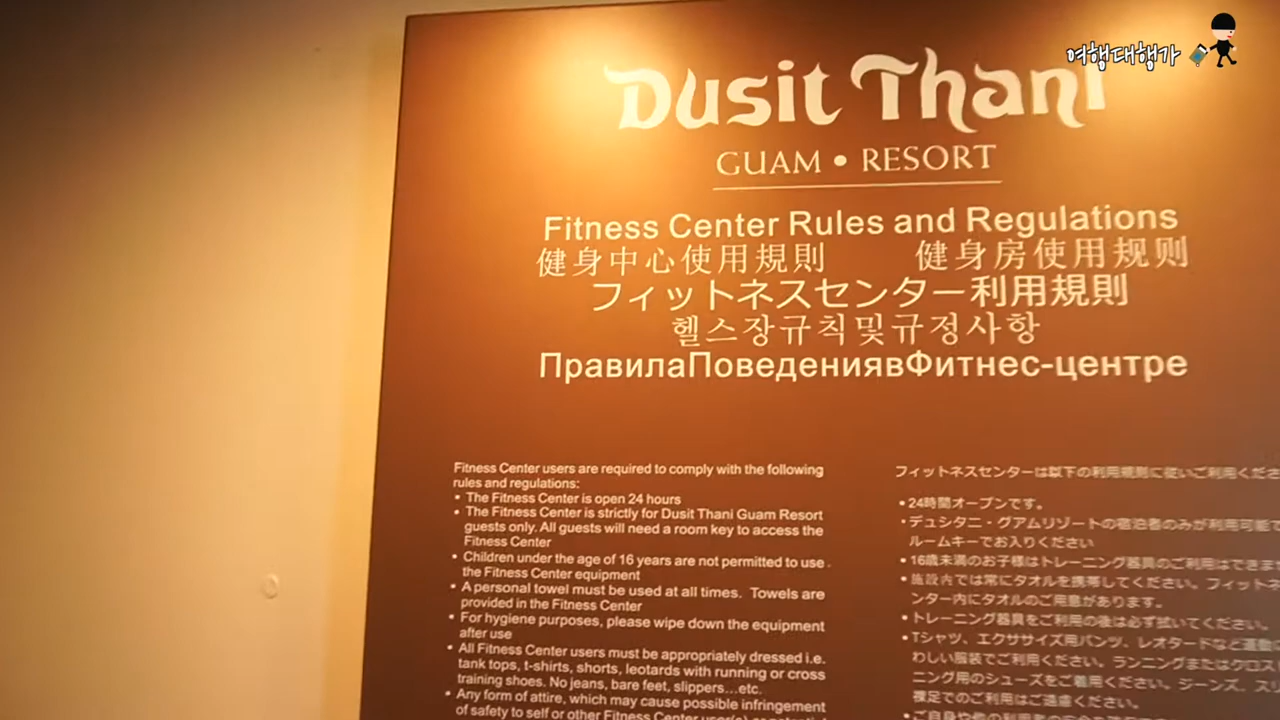 여행대행가
Dusit Thani
GUAM • RESORT
Fitness Center Rules and Regulations
健身中心使用規則 健身房使用规则
フィットネスセンター利用規則
헬스장규칙및규정사항
ПравилаПоведениявФитнес-центре
Fitness Center users are required to comply with the following
rules and regulations:
• The Fitness Center is open 24 hours
• The Fitness Center is strictly for Dusit Thani Guam Resort
guests only. All guests will need a room key to access the
Fitness Center
• Children under the age of 16 years are not permitted to use
the Fitness Center equipment
• A personal towel must be used at all times. Towels are
provided in the Fitness Center
• For hygiene purposes, please wipe down the equipment
after use
• All Fitness Center users must be appropriately dressed i.e.
tank tops, t-shirts, shorts, leotards with running or cross
training shoes. No jeans, bare feet, slippers...etc.
• Any form of attire, which may cause possible infringement
of safety to self or other Fitness Center
フィットネスセンターは以下の利用規則に従いご利用くださ
• 24時間オープンです。
• デュシタニ・グアムリゾートの宿泊者のみが利用可能で
ルームキーでお入りください
• 16歳未満のお子様はトレーニング器具のご利用はできま
• 施設内では常にタオルを携帯してください。フィットネ
ンター内にタオルのご用意があります。
• トレーニング器具をご利用の後は必ず拭いてください。
• Tシャツ、エクササイズ用パンツ、レオタードなど運動
わしい服装でご利用ください。ランニングまたはクロス
ニング用のシューズをご着用ください。ジーンズ、スリ
裸足でのご利用はご遠慮ください。